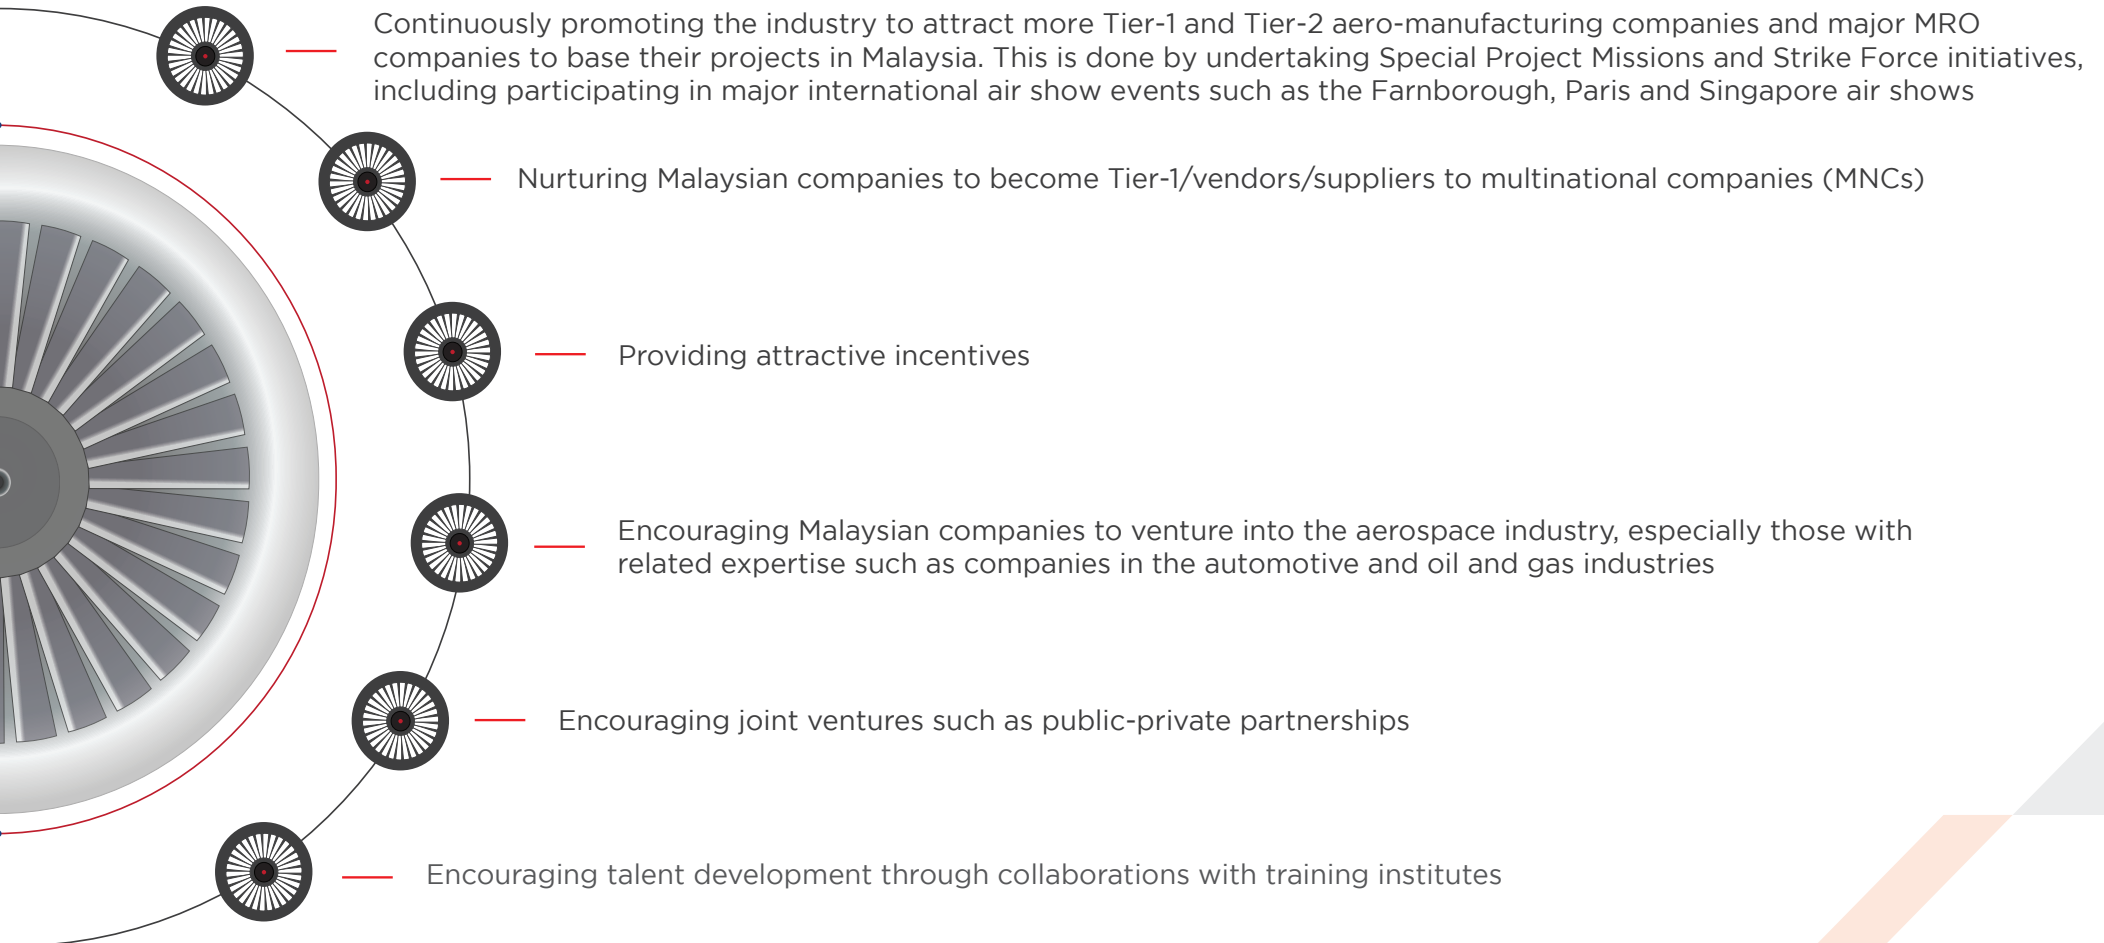 Continuously promoting the industry to attract more Tier-1 and Tier-2 aero-manufacturing companies and major MRO
companies to base their projects in Malaysia. This is done by undertaking Special Project Missions and Strike Force initiatives,
including participating in major international air show events such as the Farnborough, Paris and Singapore air shows
Nurturing Malaysian companies to become Tier-1/vendors/suppliers to multinational companies (MNCs)
Providing attractive incentives
Encouraging Malaysian companies to venture into the aerospace industry, especially those with
related expertise such as companies in the automotive and oil and gas industries
Encouraging joint ventures such as public-private partnerships
Encouraging talent development through collaborations with training institutes